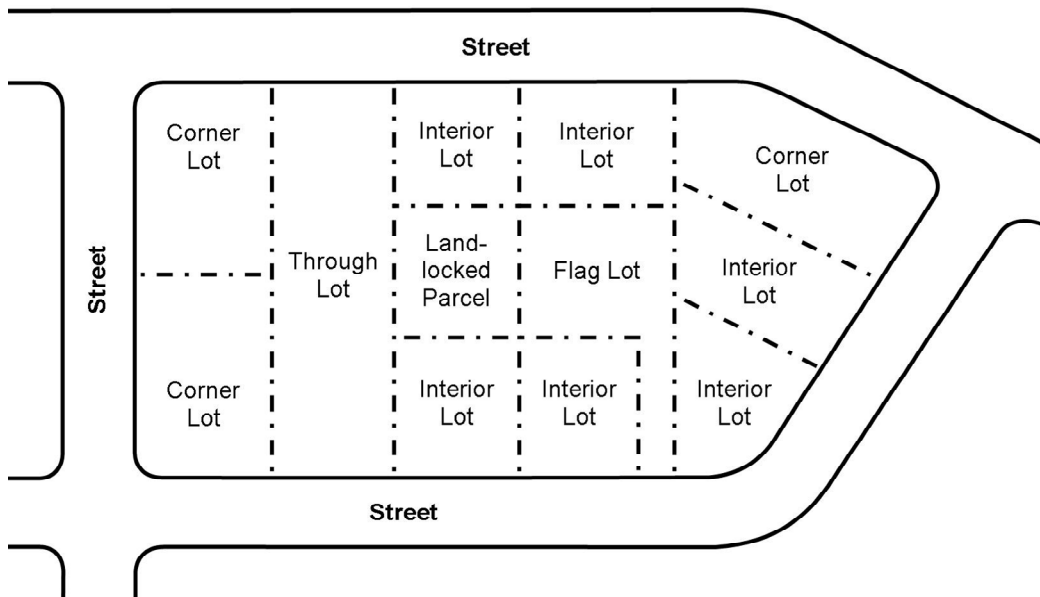 Street
Corner
Lot
Interior
Lot
Interior
Lot
Corner
Lot
Street
Through
Lot
Land-
locked
Parcel
Flag Lot
Interior
Lot
Corner
Lot
Interior
Lot
Interior
Lot
Interior
Lot
Street